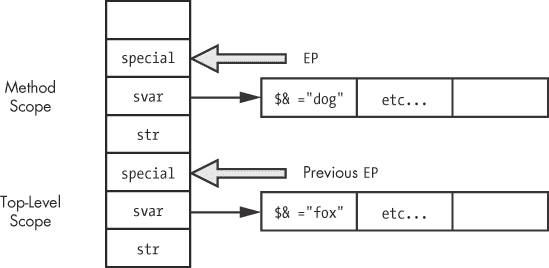 special
EP
Method
Scope
svar
$& ="dog"
etc...
str
special
Previous EP
Top-Level
Scope
svar
$& ="fox"
etc...
str